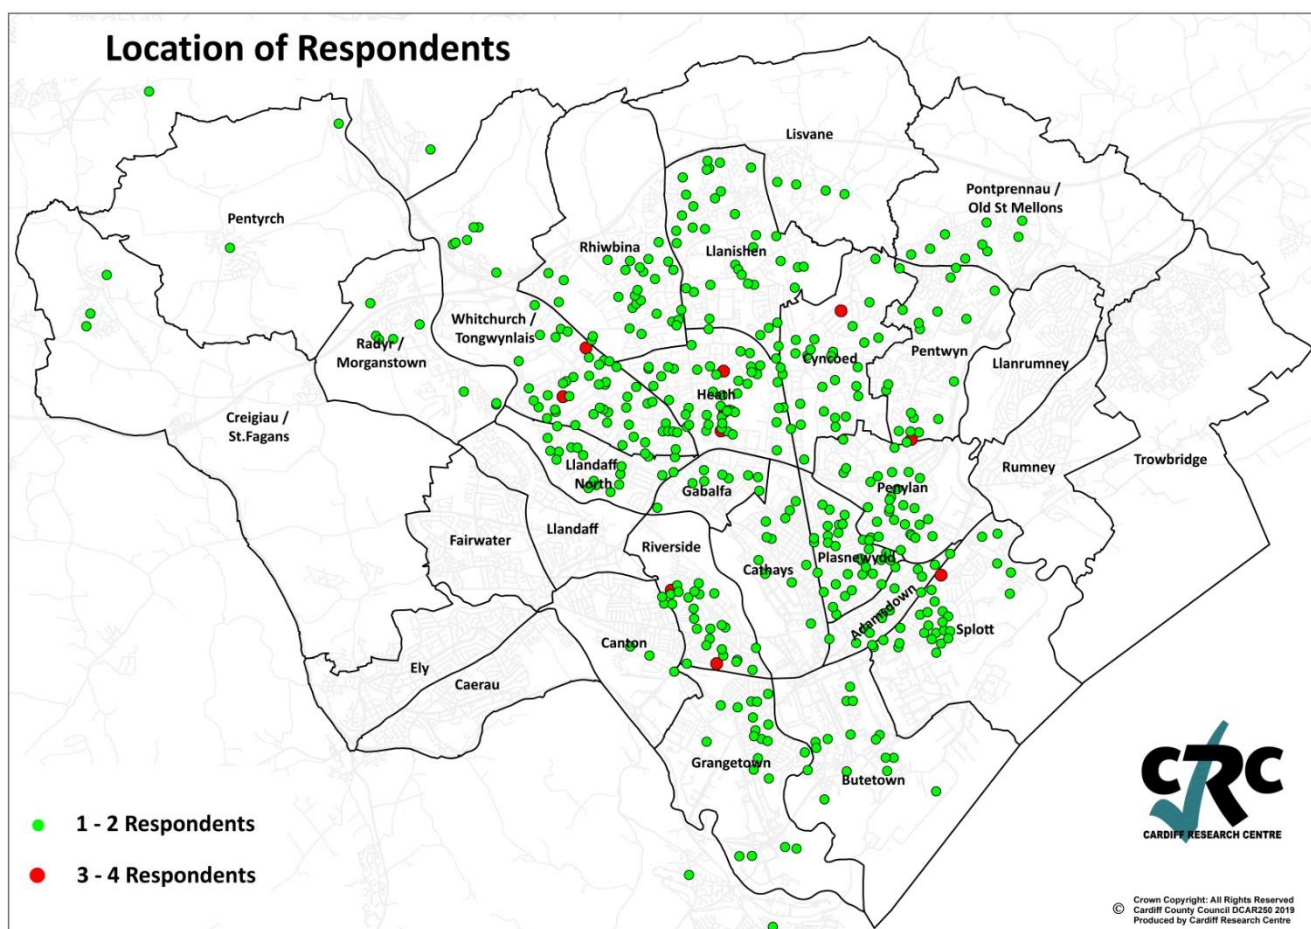 Location of Respondents
Lisvane
Pentyrch
Pontprennau /
Old St Mellons
Rhiwbina
Llanishen
Whitchurch /
Tongwynlais
Radyr /
Morganstown
Cyncoed
Pentwyn
Llanrumney
Heath
Creigiau /
St.Fagans
Llandaff
North
Gabalfa
Penylan
Rumney
Trowbridge
Fairwater
Llandaff
Riverside
Cathays
Plasnewydd
Adamsdown
Splott
Canton
Ely
Caerau
Grangetown
Butetown
1 - 2 Respondents
3 - 4 Respondents
CRC
CARDIFF RESEARCH CENTRE
© Crown Copyright: All Rights Reserved
Cardiff County Council DCAR250 2019
Produced by Cardiff Research Centre